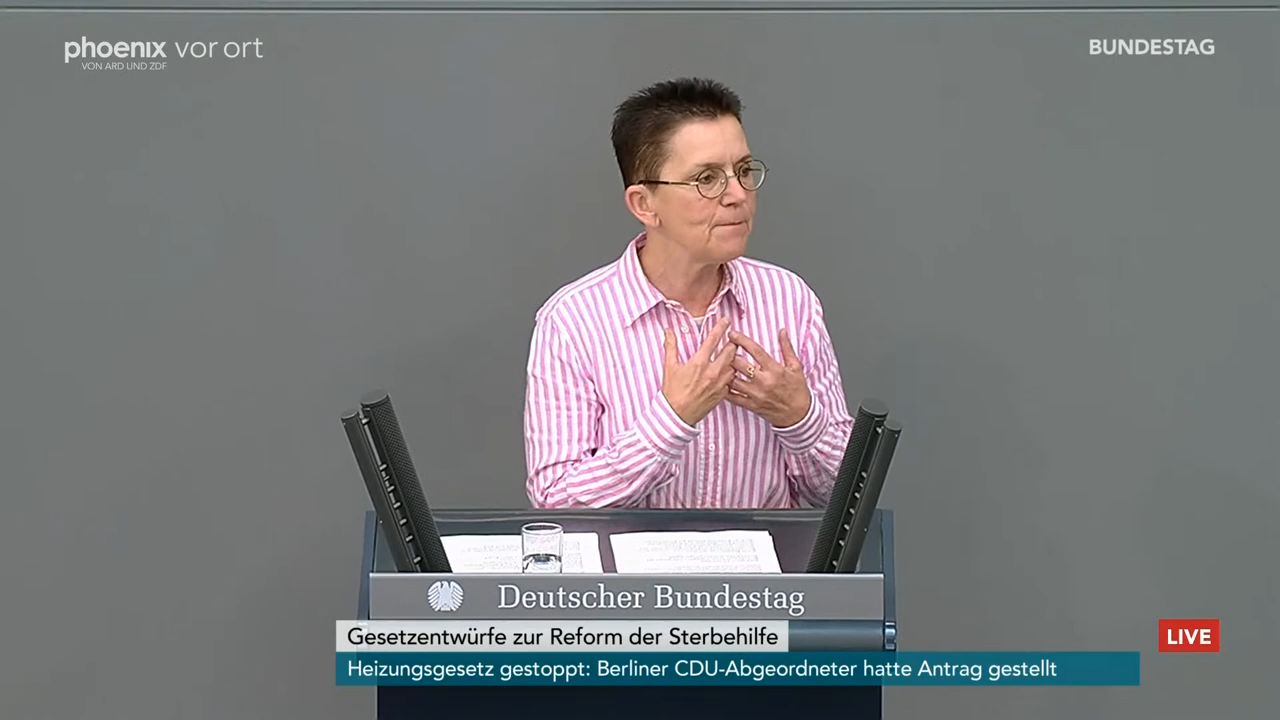 phoenix vor ort
VON ARD UND ZDF
BUNDESTAG
Deutscher Bundestag
Gesetzentwürfe zur Reform der Sterbehilfe
LIVE
Heizungsgesetz gestoppt: Berliner CDU-Abgeordneter hatte Antrag gestellt